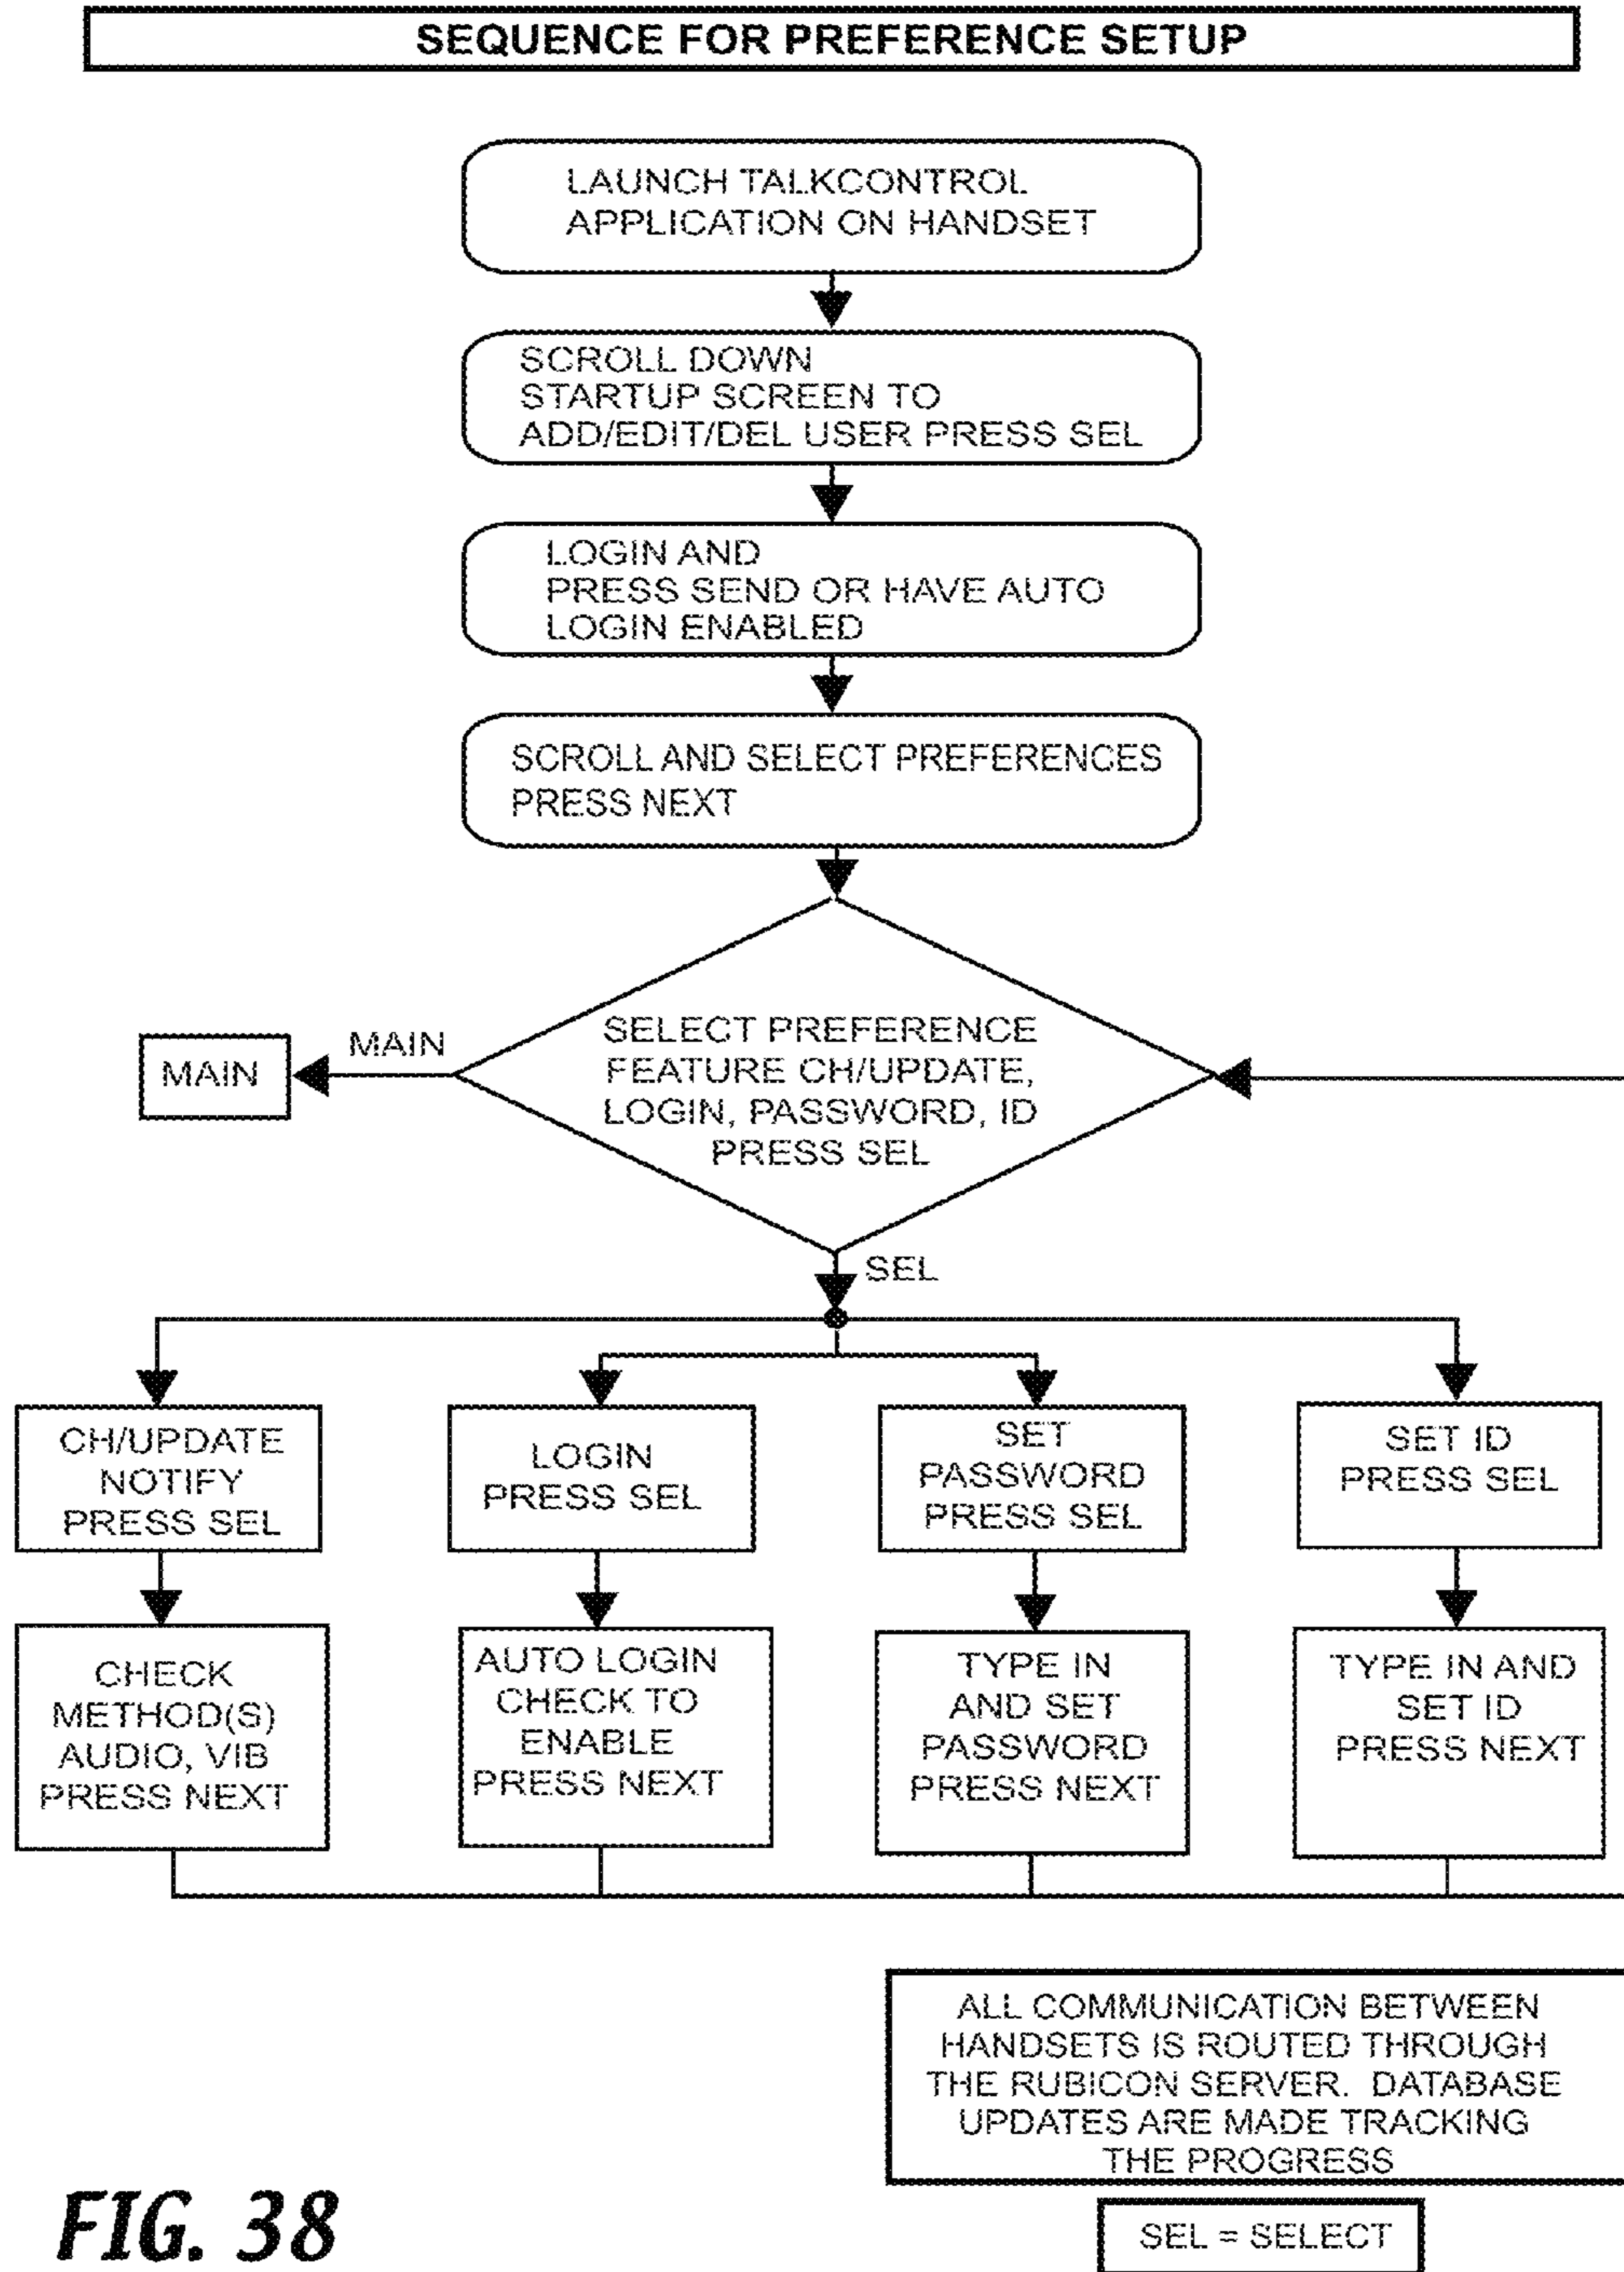 SEQUENCE FOR PREFERENCE SETUP
LAUNCH TALKCONTROL
APPLICATION ON HANDSET
SCROLL DOWN
STARTUP SCREEN TO
ADD/EDIT/DEL USER PRESS SEL
LOGIN AND
PRESS SEND OR HAVE AUTO
LOGIN ENABLED
SCROLL AND SELECT PREFERENCES
PRESS NEXT
SELECT PREFERENCE
FEATURE CH/UPDATE,
LOGIN, PASSWORD, ID
PRESS SEL
MAIN
MAIN
SEL
CH/UPDATE
NOTIFY
PRESS SEL
LOGIN
PRESS SEL
SET
PASSWORD
PRESS SEL
SET ID
PRESS SEL
CHECK
METHOD(S)
AUDIO, VIB
PRESS NEXT
AUTO LOGIN
CHECK TO
ENABLE
PRESS NEXT
TYPE IN
AND SET
PASSWORD
PRESS NEXT
TYPE IN AND
SET ID
PRESS NEXT
ALL COMMUNICATION BETWEEN
HANDSETS IS ROUTED THROUGH
THE RUBICON SERVER. DATABASE
UPDATES ARE MADE TRACKING
THE PROGRESS
SEL = SELECT
FIG. 38